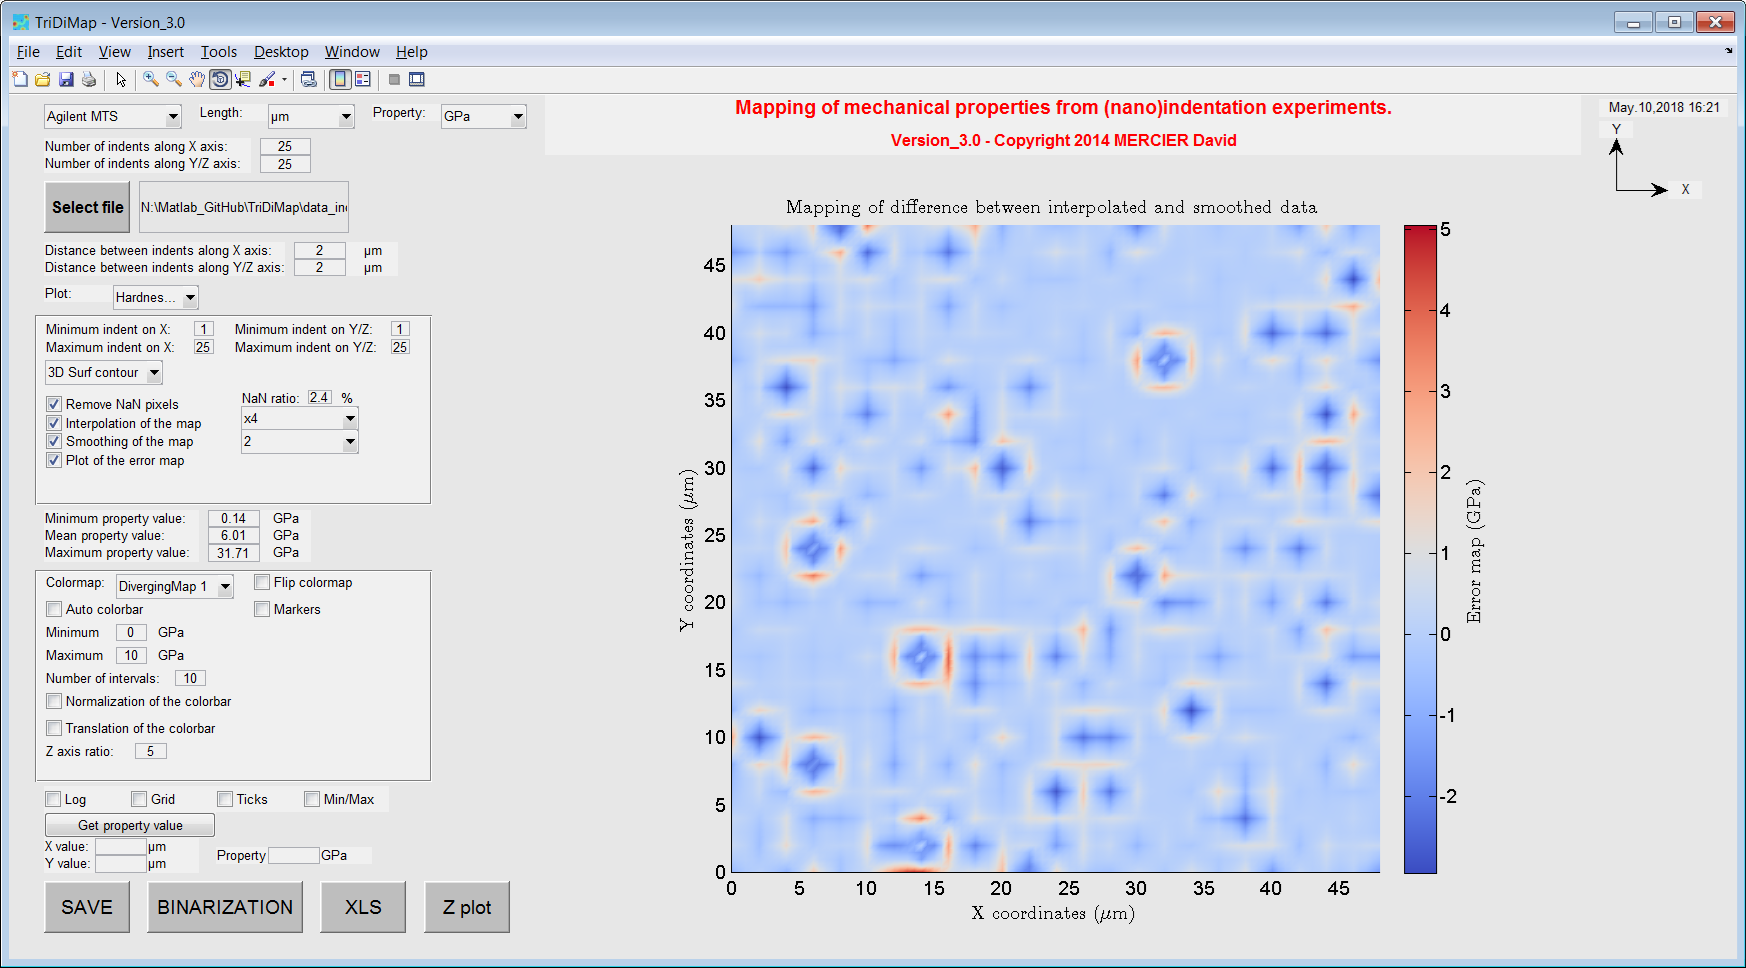 TriDiMap - Version_3.0
File Edit View Insert Tools Desktop Window Help
Agilent MTS Length: µm Property: GPa
Number of indents along X axis: 25
Number of indents along Y/Z axis: 25
Select file N:\Matlab_GitHub\TriDiMap\data_in
Distance between indents along X axis: 2 µm
Distance between indents along Y/Z axis: 2 µm
Plot: Hardnes...
Minimum indent on X: 1 Minimum indent on Y/Z: 1
Maximum indent on X: 25 Maximum indent on Y/Z: 25
3D Surf contour
Remove NaN pixels NaN ratio: 2.4 %
Interpolation of the map x4
Smoothing of the map 2
Plot of the error map
Minimum property value: 0.14 GPa
Mean property value: 6.01 GPa
Maximum property value: 31.71 GPa
Colormap: DivergingMap 1 Flip colormap
Auto colorbar Markers
Minimum 0 GPa
Maximum 10 GPa
Number of intervals: 10
Normalization of the colorbar
Translation of the colorbar
Z axis ratio: 5
Log Grid Ticks Min/Max
Get property value
X value: µm
Y value: µm
Property GPa
SAVE BINARIZATION XLS Z plot
Mapping of mechanical properties from (nano)indentation experiments.
Version_3.0 - Copyright 2014 MERCIER David
May.10,2018 16:21
Y
X
Mapping of difference between interpolated and smoothed data
45
40
35
30
25
20
15
10
5
0
Y coordinates (µm)
0 5 10 15 20 25 30 35 40 45
X coordinates (µm)
5
4
3
2
1
0
-1
-2
Error map (GPa)